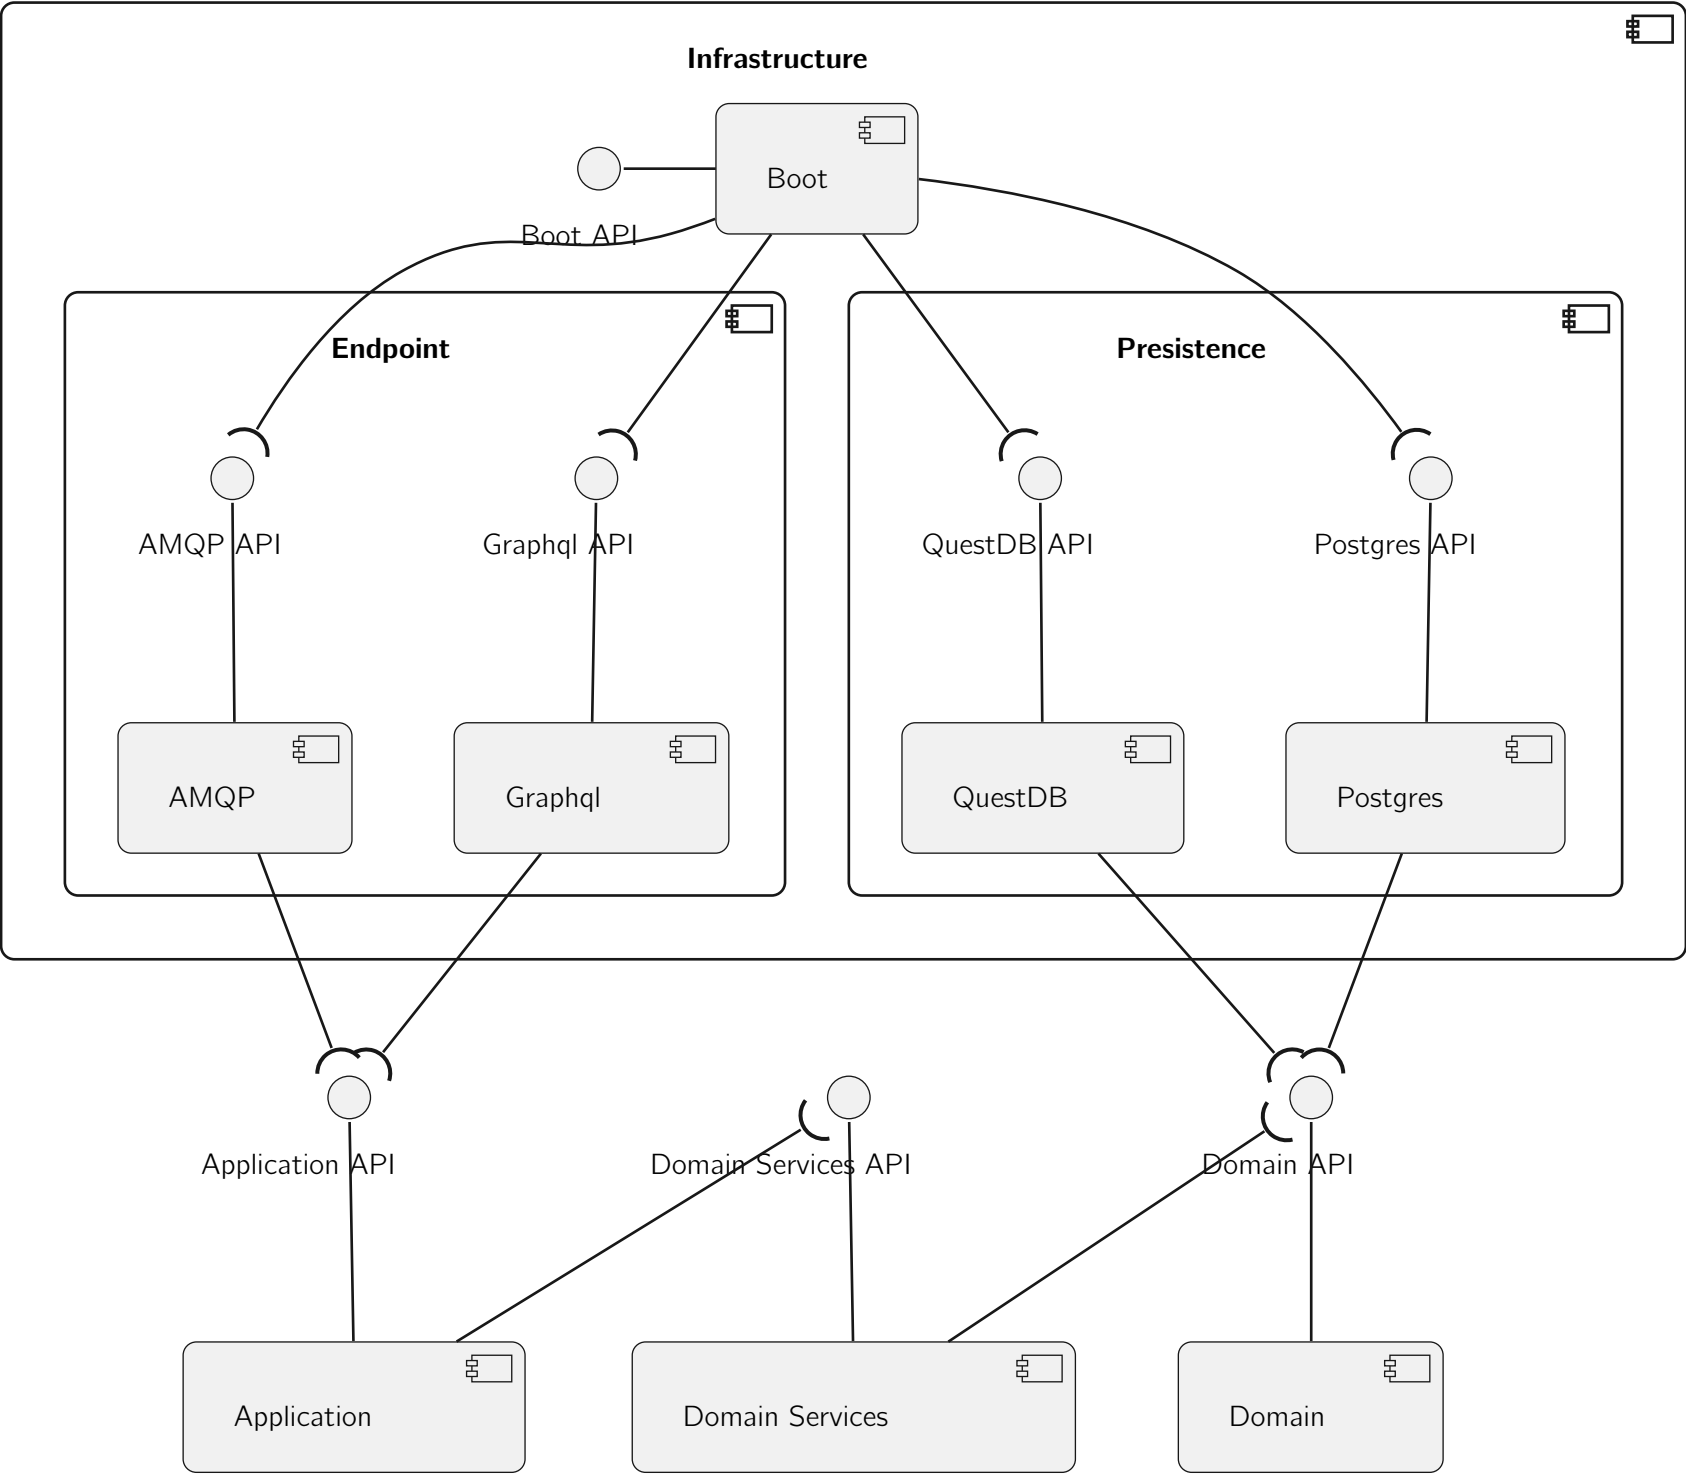 Infrastructure
Boot
Boot API
Endpoint
Presistence
AMQP API
Graphql API
QuestDB API
Postgres API
AMQP
Graphql
QuestDB
Postgres
Application API
Domain Services API
Domain API
Application
Domain Services
Domain